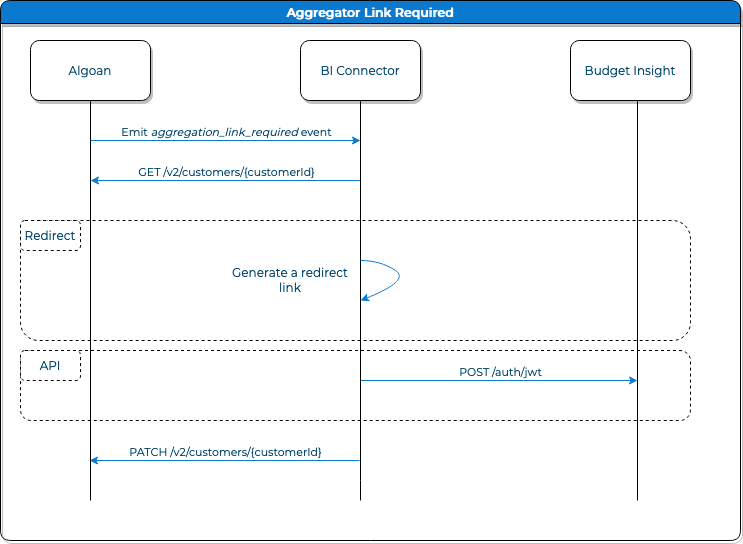 Aggregator Link Required
Algoan
BI Connector
Budget Insight
Emit aggregation_link_required event
GET /v2/customers/{customerId}
Redirect
Generate a redirect
link
API
POST /auth/jwt
PATCH /v2/customers/{customerId}